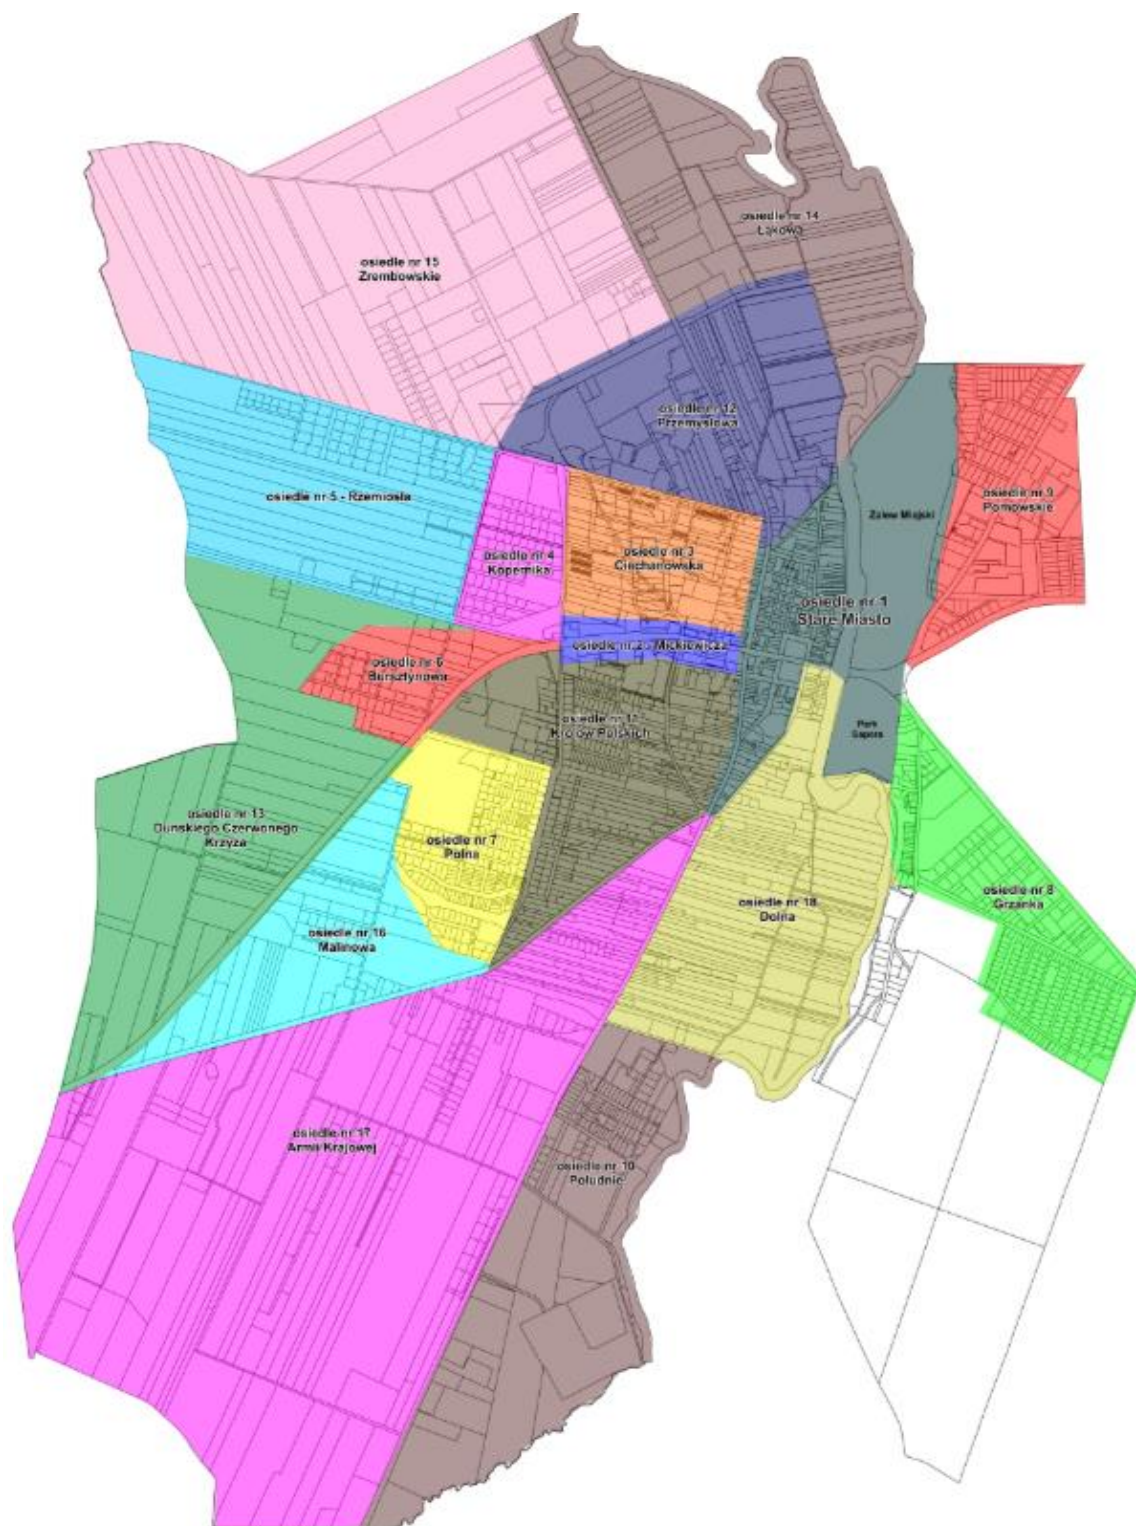 osiedle nr 14
Łąkowa
osiedle nr 15
Zrembowskie
osiedle nr 12
Przemysłowa
osiedle nr 5 - Rzemiosła
osiedle nr 9
Pomowskie
Zalew Miejski
osiedle nr 4
Kopernika
osiedle nr 3
Ciechanowska
osiedle nr 1
Stare Miasto
osiedle nr 2 - Mickiewicza
osiedle nr 6
Bursztynowa
osiedle nr 11
Królów Polskich
Park
osiedle nr 13
Duńskiego Czerwonego
Krzyża
osiedle nr 7
Polna
osiedle nr 18
Dolna
osiedle nr 8
Grzanka
osiedle nr 16
Malinowa
osiedle nr 17
Armii Krajowej
osiedle nr 10
Południe